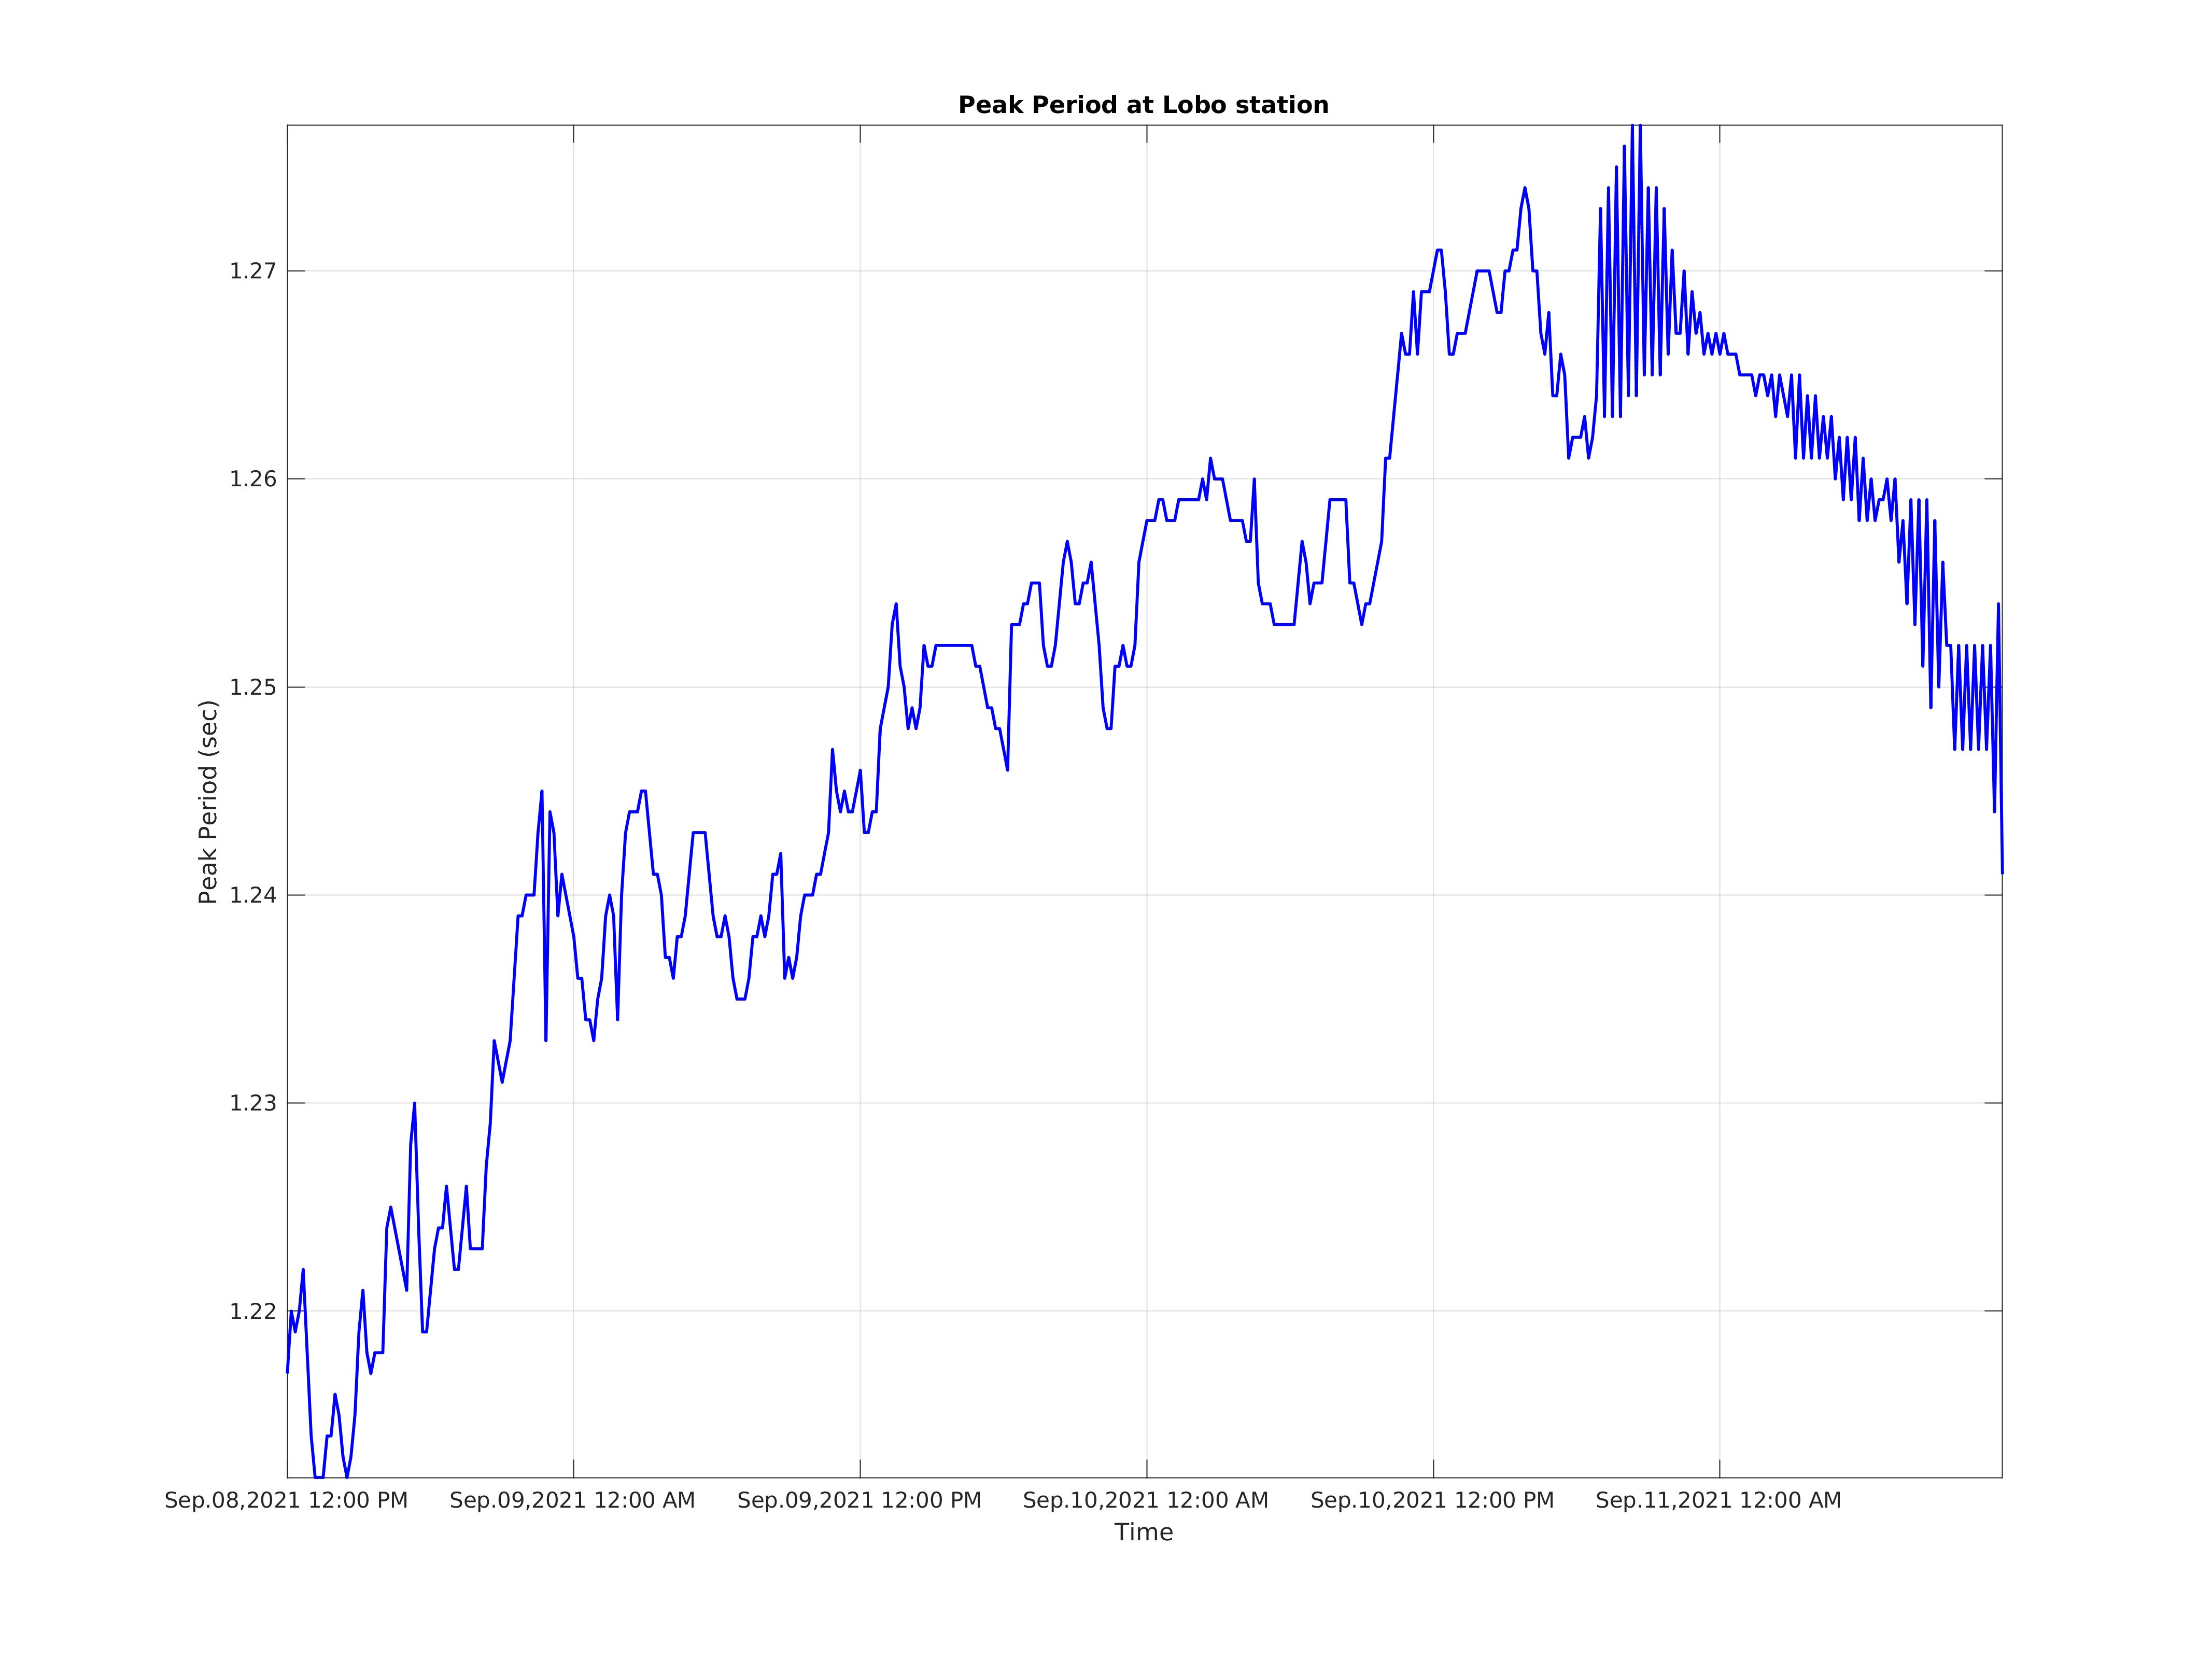 Peak Period at Lobo station
Peak Period (sec)
1.27
1.26
1.25
1.24
1.23
1.22
Sep.08,2021 12:00 PM
Sep.09,2021 12:00 AM
Sep.09,2021 12:00 PM
Sep.10,2021 12:00 AM
Sep.10,2021 12:00 PM
Sep.11,2021 12:00 AM
Time